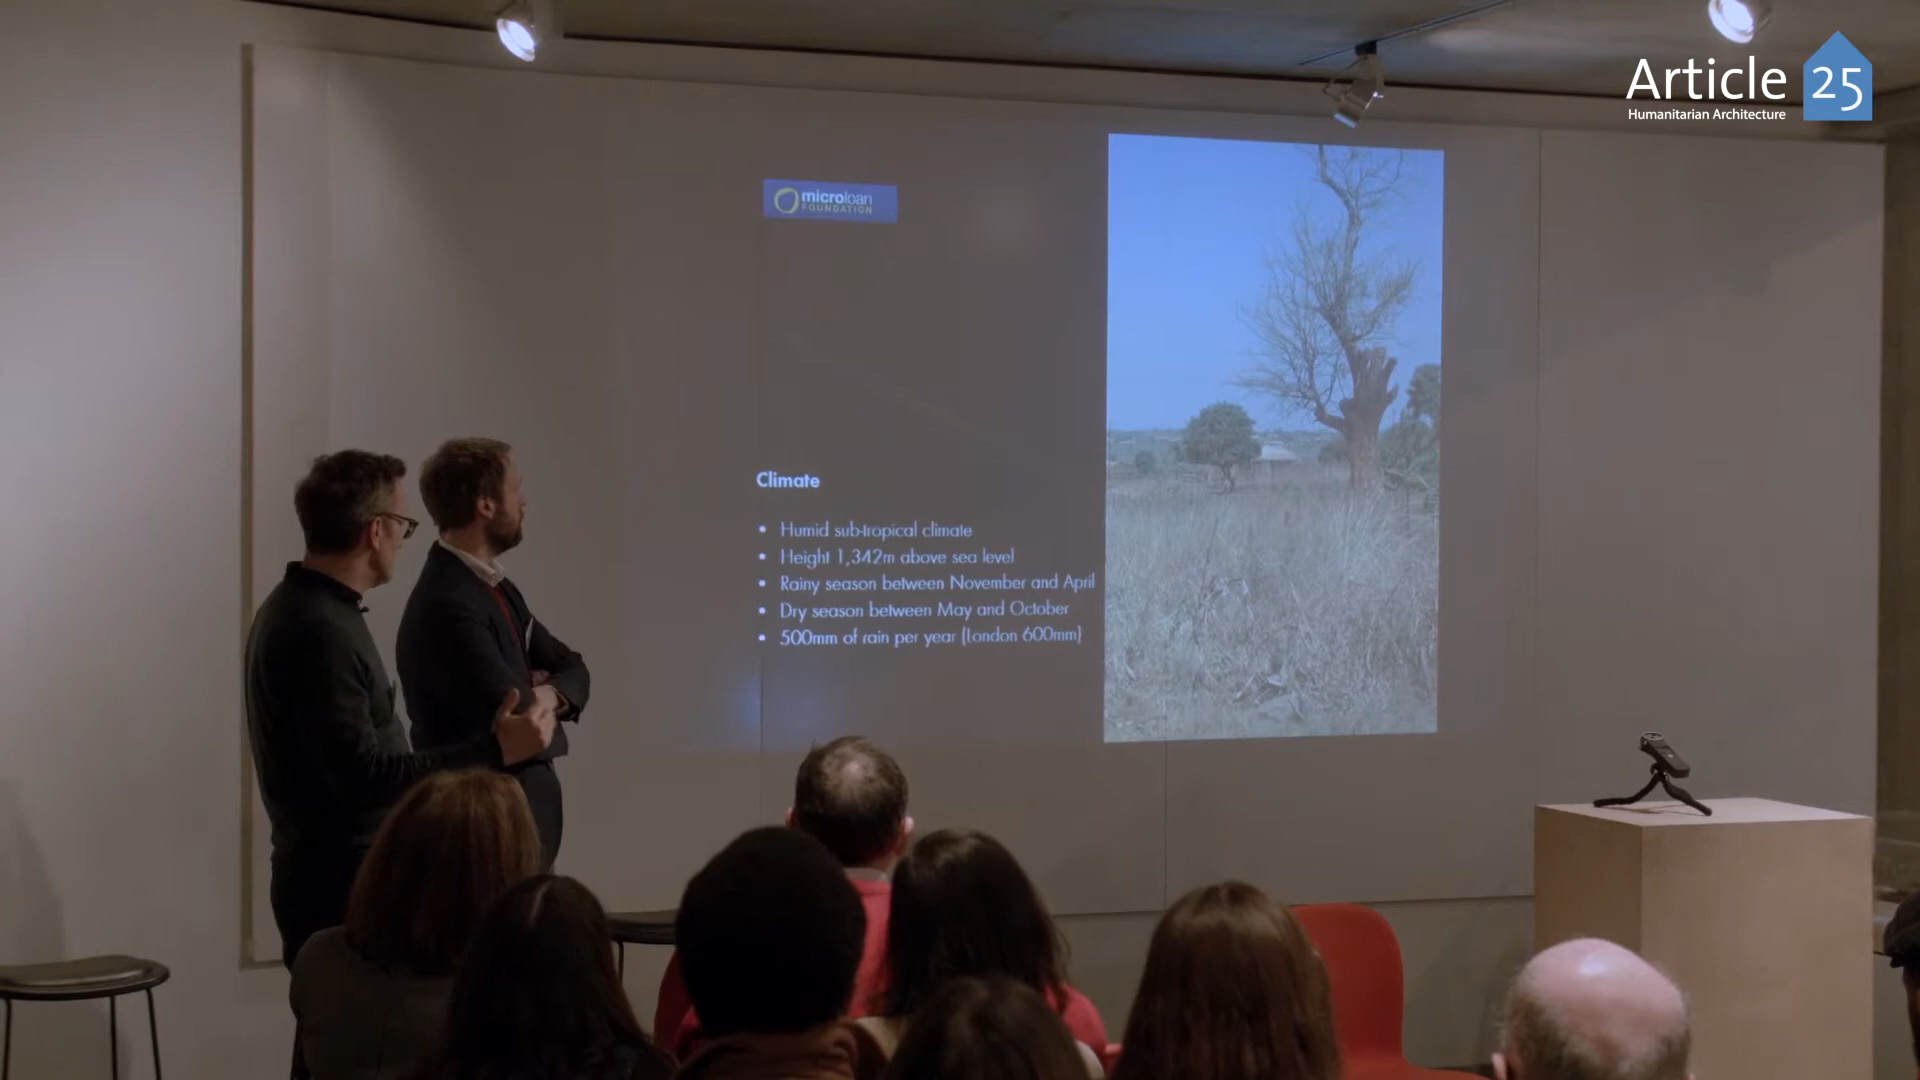 Article 25
Humanitarian Architecture
microloan
FOUNDATION
Climate
• Humid sub-tropical climate
• Height 1,342m above sea level
• Rainy season between November and April
• Dry season between May and October
• 500mm of rain per year (London 600mm)